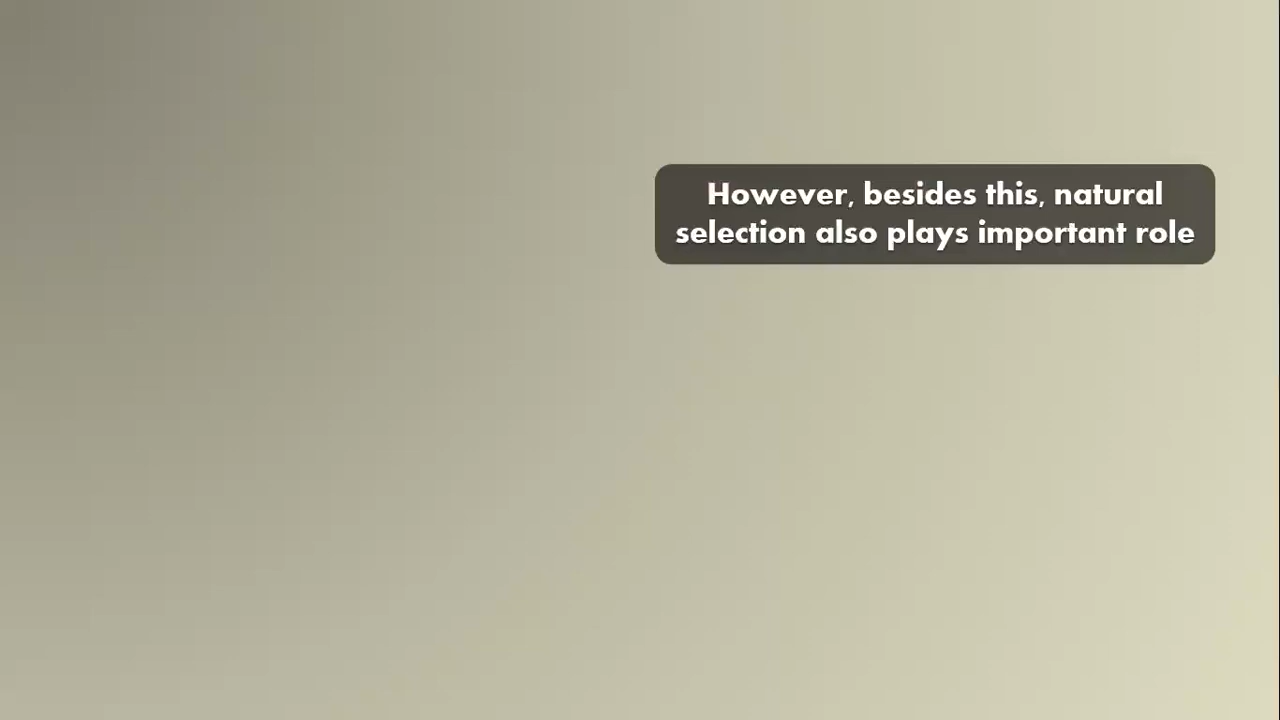 However, besides this, natural
selection also plays important role